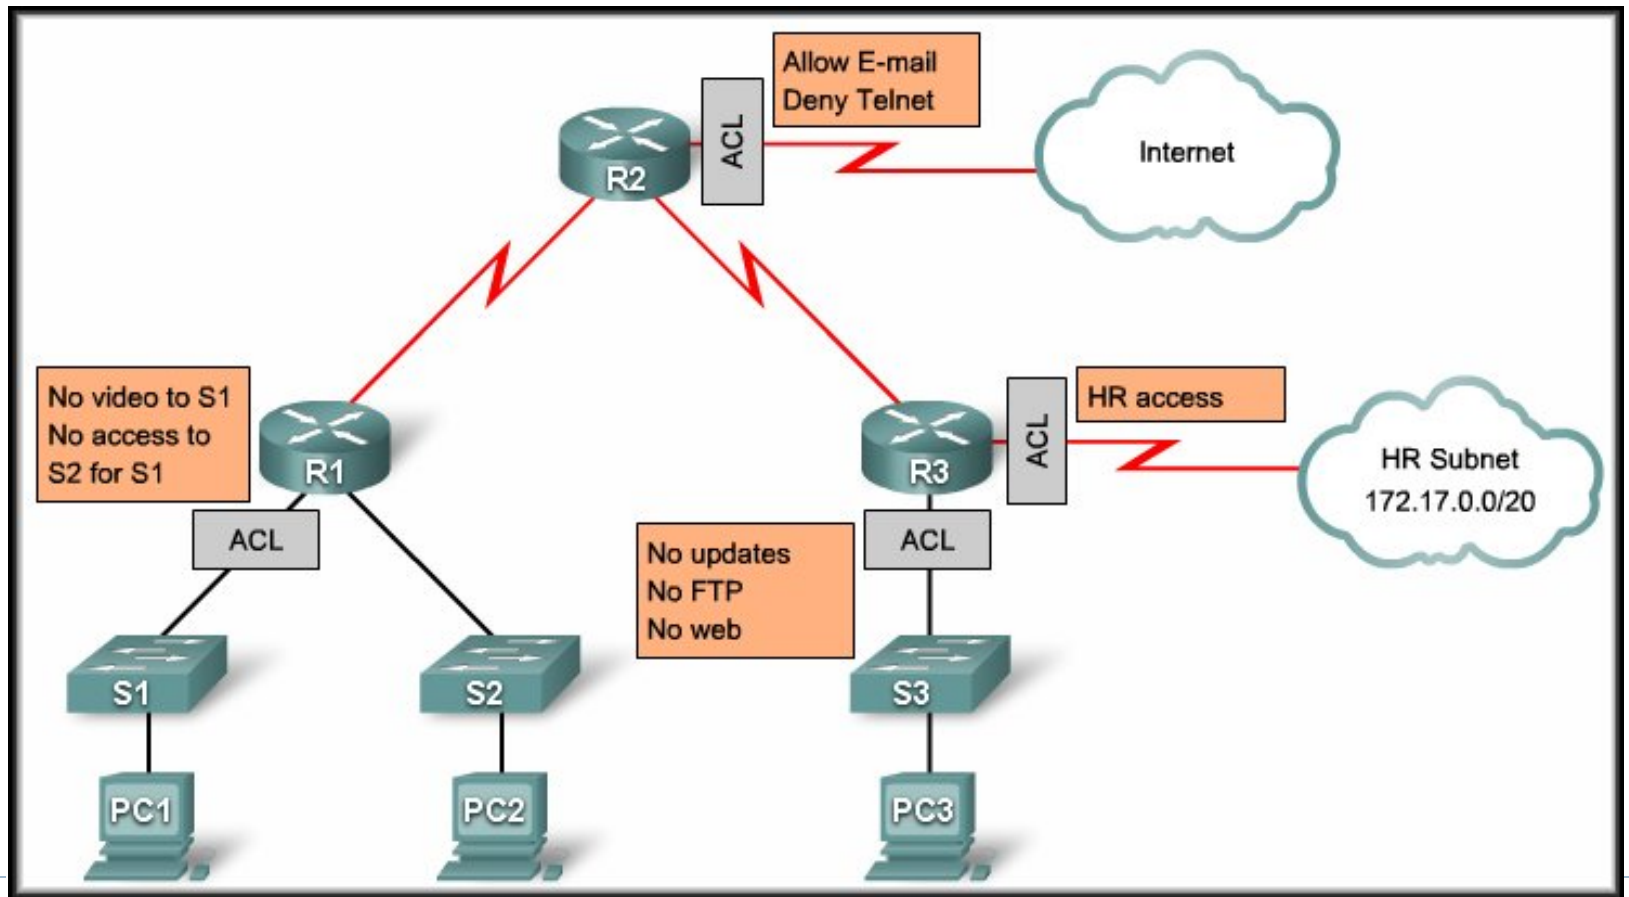 Allow E-mail
Deny Telnet
ACL
Internet
R2
No video to S1
No access to
S2 for S1
R1
ACL
HR access
ACL
R3
HR Subnet
172.17.0.0/20
No updates
No FTP
No web
ACL
S1
S2
S3
PC1
PC2
PC3